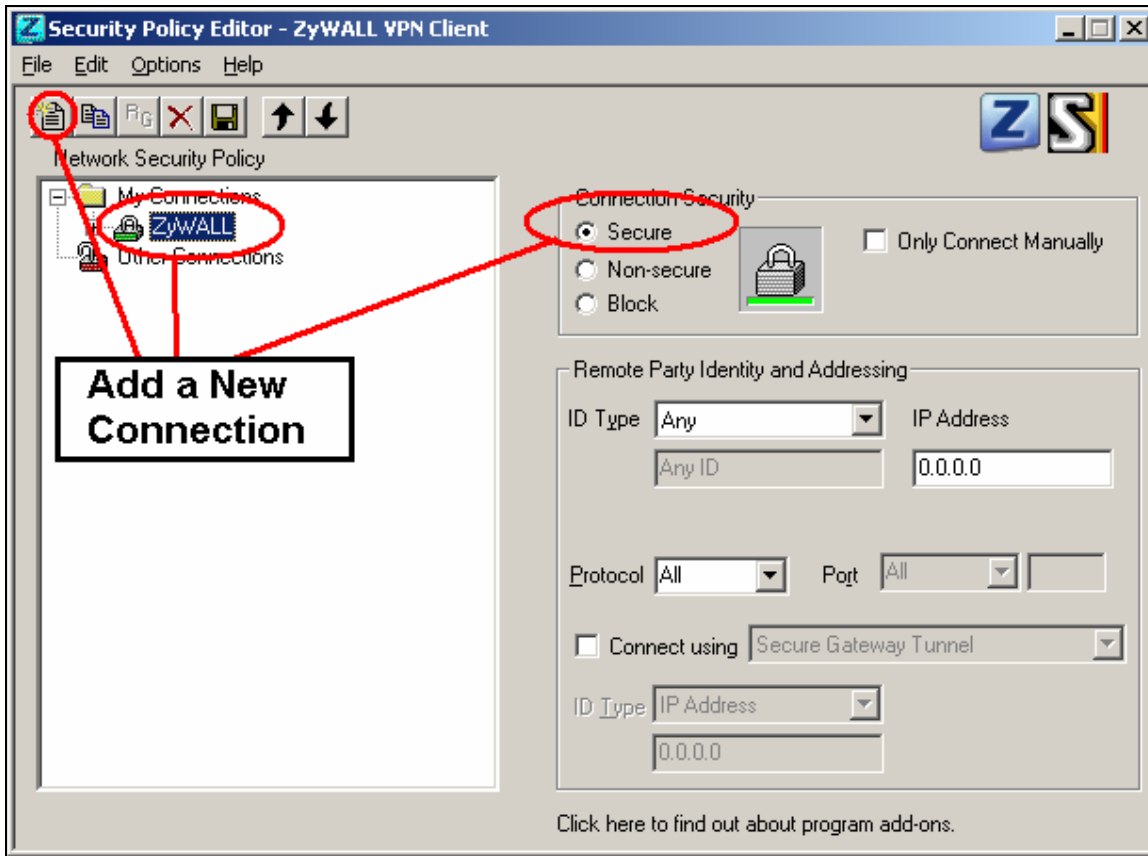 Security Policy Editor - ZyWALL VPN Client
File Edit Options Help
RG
Z S
Network Security Policy
My Connections
ZyWALL
Other Connections
Add a New
Connection
Connection Security
Secure
Only Connect Manually
Non-secure
Block
Remote Party Identity and Addressing
ID Type Any IP Address
Any ID 0.0.0.0
Protocol All Port All
Connect using Secure Gateway Tunnel
ID Type IP Address
0.0.0.0
Click here to find out about program add-ons.